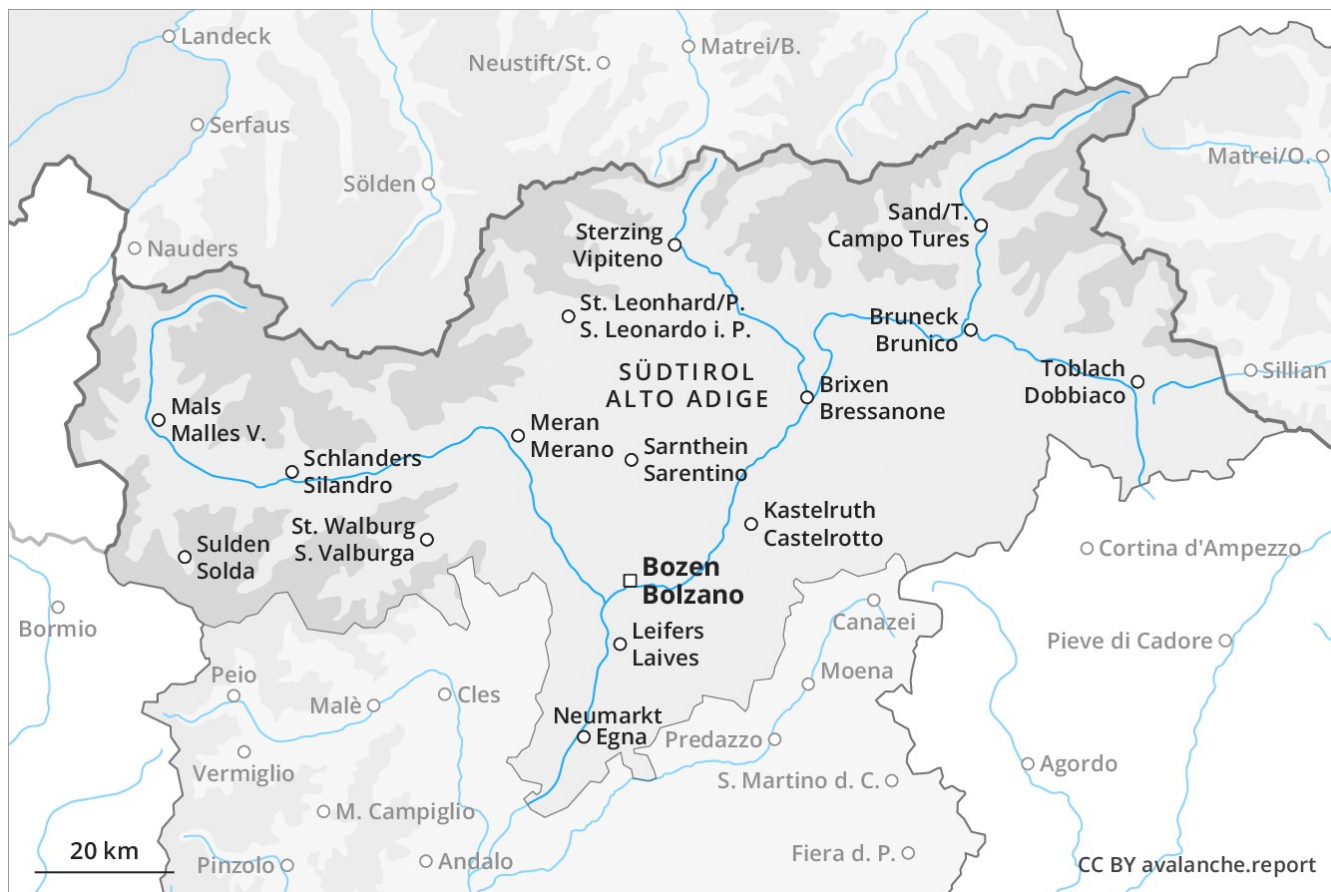 Landeck
Matrei/B.
Neustift/St.
Serfaus
Matrei/O.
Sölden
Sand/T.
Campo Tures
Sterzing
Vipiteno
Nauders
St. Leonhard/P.
S. Leonardo i. P.
Bruneck
Brunico
SÜDTIROL
ALTO ADIGE
Toblach
Dobbiaco
Sillian
Brixen
Bressanone
Mals
Malles V.
Meran
Merano
Sarnthein
Sarentino
Schlanders
Silandro
Kastelruth
Castelrotto
St. Walburg
S. Valburga
Sulden
Solda
Cortina d'Ampezzo
Bozen
Bolzano
Bormio
Canazei
Leifers
Laives
Pieve di Cadore
Peio
Moena
Malè
Cles
Neumarkt
Egna
Predazzo
Vermiglio
Agordo
S. Martino d. C.
M. Campiglio
20 km
Pinzolo
Andalo
Fiera d. P.
CC BY avalanche.report